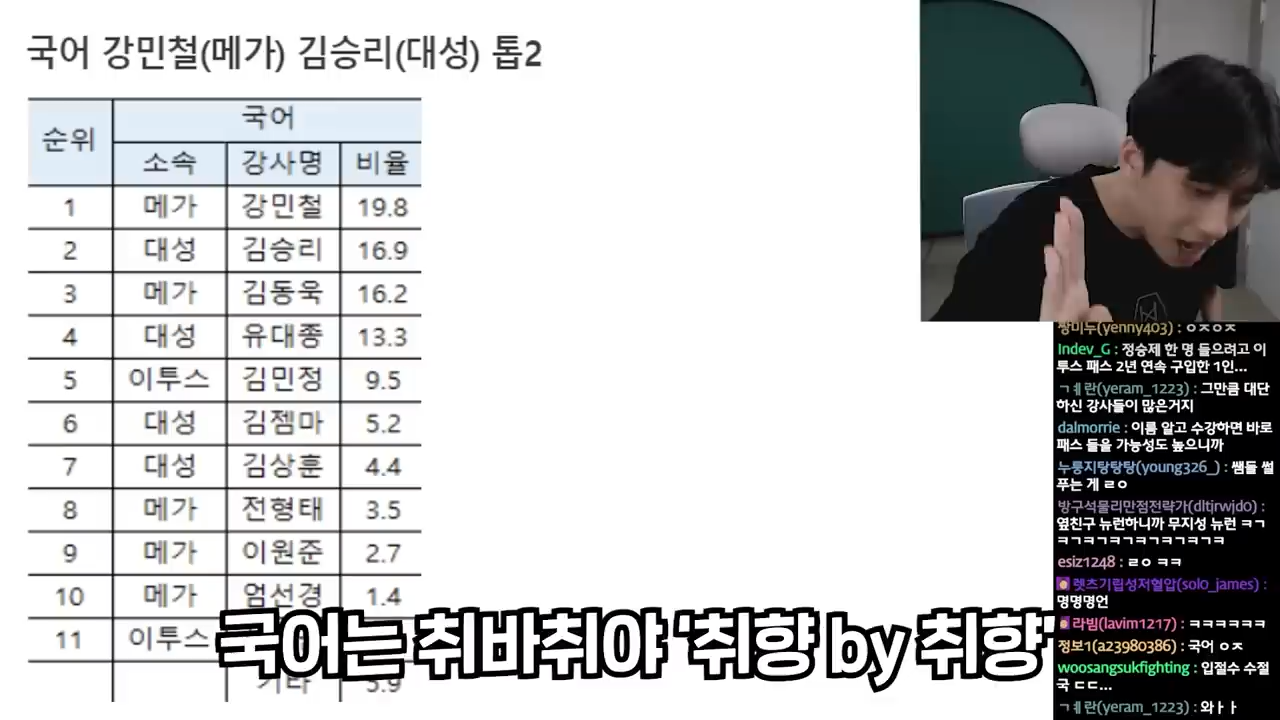 국어 강민철(메가) 김승리(대성) 톱2
순위 국어
소속 강사명 비율
1 메가 강민철 19.8
2 대성 김승리 16.9
3 메가 김동욱 16.2
4 대성 유대종 13.3
5 이투스 김민정 9.5
6 대성 김젬마 5.2
7 대성 김상훈 4.4
8 메가 전형태 3.5
9 메가 이원준 2.7
10 메가 엄선경 1.4
11 이투스
기타 5.9
국어는 취바취야 '취향 by 취향'
짱미누(yenny403) : ㅇㅈㅇㅈ
Indev_G : 정승제 한 명 들으려고 이
투스 패스 2년 연속 구입한 1인...
ㄱㅖ란(yeram_1223) : 그만큼 대단
하신 강사들이 많은거지
dalmorrie : 이름 알고 수강하면 바로
패스 들을 가능성도 높으니까
누룽지탕탕탕(young326_) : 쌤들 썰
푸는 게 ㄹㅇ
방구석물리만점전략가(dltjrwjd0) :
옆친구 뉴런하니까 무지성 뉴런 ㅋㄱ
ㅋㄱㅋㄱㅋㄱㅋㄱㅋㄱㅋㄱㅋ
esiz1248 : ㄹㅇ ㅋㅋ
렛츠기립성저혈압(solo_james) :
명명명언
라빔(lavim1217) : ㅋㅋㅋㅋㅋㅋ
정보1(a23980386) : 국어 ㅇㅈ
woosangsukfighting : 입절수 수절
국 ㄷㄷ...
ㄱㅖ란(yeram_1223) : 와ㅏㅏ